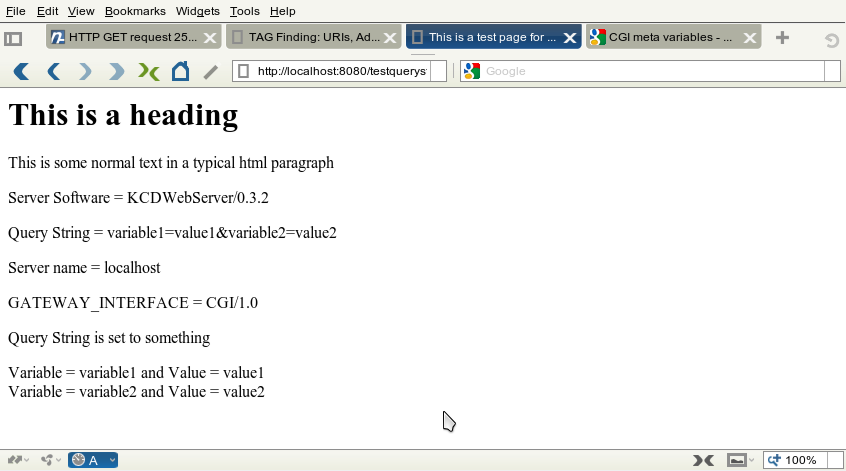 File Edit View Bookmarks Widgets Tools Help
HTTP GET request 25... TAG Finding: URIs, Ad... This is a test page for ... CGI meta variables - ...
http://localhost:8080/testquerys Google
This is a heading
This is some normal text in a typical html paragraph
Server Software = KCDWebServer/0.3.2
Query String = variable1=value1&variable2=value2
Server name = localhost
GATEWAY_INTERFACE = CGI/1.0
Query String is set to something
Variable = variable1 and Value = value1
Variable = variable2 and Value = value2
A 100%